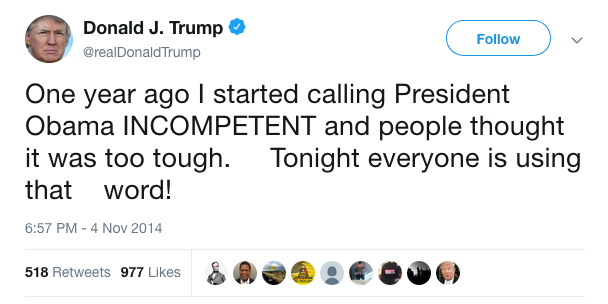 Donald J. Trump
@realDonaldTrump
Follow
One year ago I started calling President
Obama INCOMPETENT and people thought
it was too tough. Tonight everyone is using
that word!
6:57 PM - 4 Nov 2014
518 Retweets 977 Likes